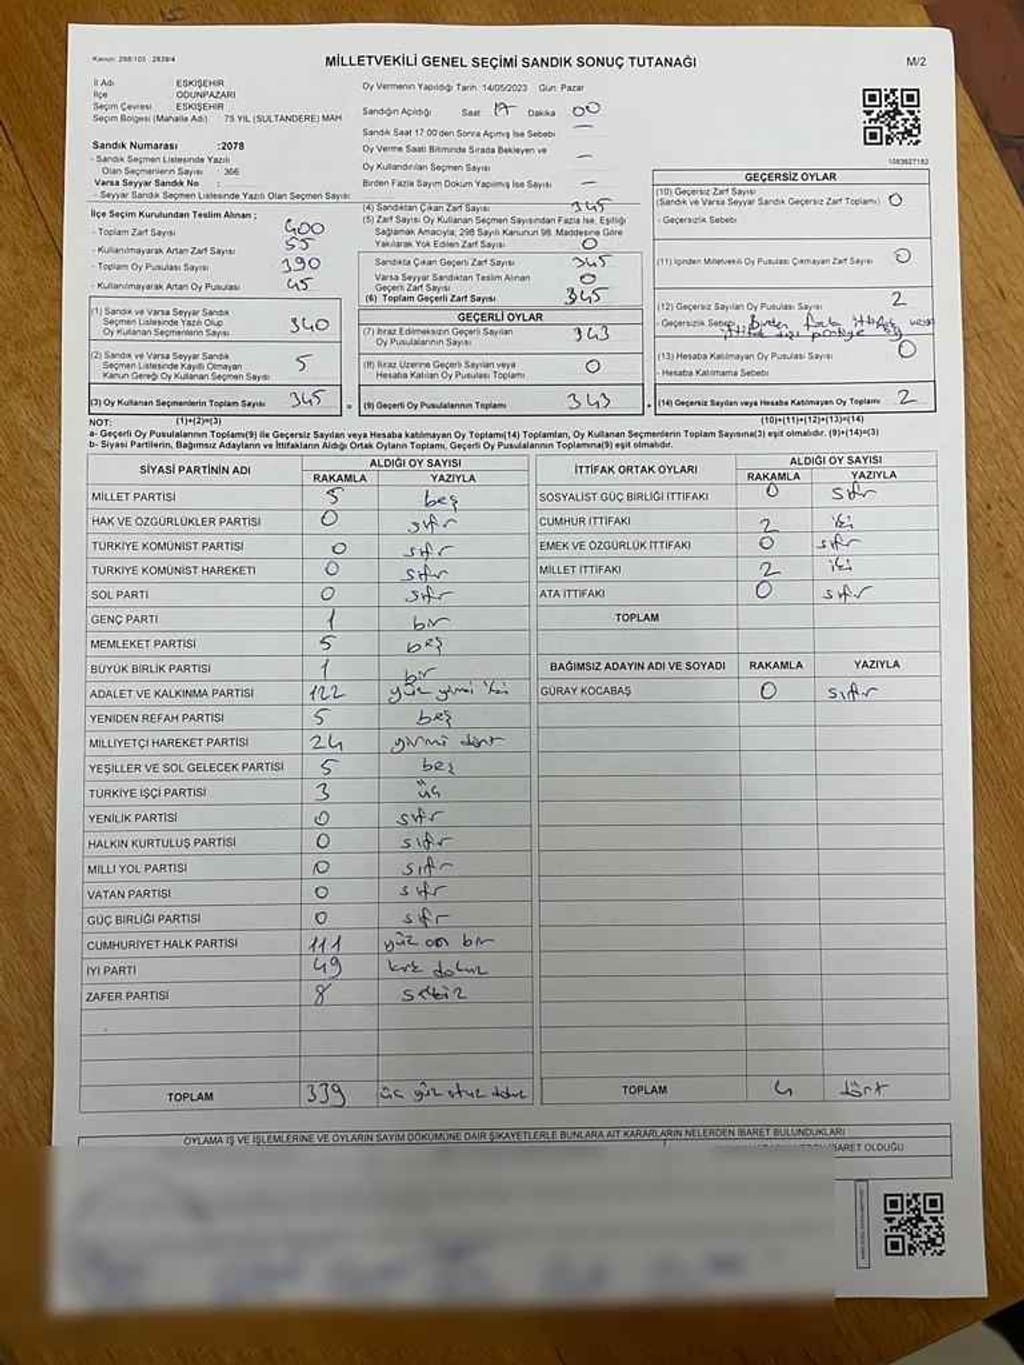 Kanun: 298/105 2839/4
MİLLETVEKİLİ GENEL SEÇİMİ SANDIK SONUÇ TUTANAĞI
M/2
İl Adı ESKİŞEHİR
İlçe ODUNPAZARI
Seçim Çevresi ESKİŞEHİR
Seçim Bölgesi (Mahalle Adı) : 75 YIL (SULTANDERE) MAH
Sandık Numarası :2078
- Sandık Seçmen Listesinde Yazılı
Olan Seçmenlerin Sayısı : 366
Varsa Seyyar Sandık No :
- Seyyar Sandık Seçmen Listesinde Yazılı Olan Seçmen Sayısı:
Oy Vermenin Yapıldığı Tarih: 14/05/2023 Gün: Pazar
Sandığın Açıldığı Saat 17 Dakika 00
Sandık Saat 17.00'den Sonra Açılmış İse Sebebi —
Oy Verme Saati Bitiminde Sırada Bekleyen ve
Oy Kullandırılan Seçmen Sayısı —
Birden Fazla Sayım Döküm Yapılmış İse Sayısı —
1083627182
İlçe Seçim Kurulundan Teslim Alınan ;
- Toplam Zarf Sayısı 400
- Kullanılmayarak Artan Zarf Sayısı 55
- Toplam Oy Pusulası Sayısı 390
- Kullanılmayarak Artan Oy Pusulası 45
(1) Sandık ve Varsa Seyyar Sandık
Seçmen Listesinde Yazılı Olup
Oy Kullanan Seçmenlerin Sayısı 340
(2) Sandık ve Varsa Seyyar Sandık
Seçmen Listesinde Kayıtlı Olmayan
Kanun Gereği Oy Kullanan Seçmen Sayısı 5
(3) Oy Kullanan Seçmenlerin Toplam Sayısı 345
(4) Sandıktan Çıkan Zarf Sayısı 345
(5) Zarf Sayısı Oy Kullanan Seçmen Sayısından Fazla İse, Eşitliği
Sağlamak Amacıyla; 298 Sayılı Kanunun 98. Maddesine Göre
Yakılarak Yok Edilen Zarf Sayısı 0
Sandıkta Çıkan Geçerli Zarf Sayısı 345
Varsa Seyyar Sandıktan Teslim Alınan
Geçerli Zarf Sayısı 0
(6) Toplam Geçerli Zarf Sayısı 345
GEÇERLİ OYLAR
(7) İtiraz Edilmeksizin Geçerli Sayılan
Oy Pusulalarının Sayısı 343
(8) İtiraz Üzerine Geçerli Sayılan veya
Hesaba Katılan Oy Pusulası Toplamı 0
= (9) Geçerli Oy Pusulalarının Toplamı 343
GEÇERSİZ OYLAR
(10) Geçersiz Zarf Sayısı
(Sandık ve Varsa Seyyar Sandık Geçersiz Zarf Toplamı) 0
- Geçersizlik Sebebi
(11) İçinden Milletvekili Oy Pusulası Çıkmayan Zarf Sayısı 0
(12) Geçersiz Sayılan Oy Pusulası Sayısı 2
- Geçersizlik Sebebi Birden fazla ittifak veya
ittifak dışı partiye oy
(13) Hesaba Katılmayan Oy Pusulası Sayısı 0
- Hesaba Katılmama Sebebi
+ (14) Geçersiz Sayılan veya Hesaba Katılmayan Oy Toplamı 2
NOT: (1)+(2)=(3) (10)+(11)+(12)+(13)=(14)
a- Geçerli Oy Pusulalarının Toplamı(9) ile Geçersiz Sayılan veya Hesaba katılmayan Oy Toplamı(14) Toplamları, Oy Kullanan Seçmenlerin Toplam Sayısına(3) eşit olmalıdır. (9)+(14)=(3)
b- Siyasi Partilerin, Bağımsız Adayların ve İttifakların Aldığı Ortak Oyların Toplamı, Geçerli Oy Pusulalarının Toplamına(9) eşit olmalıdır.
SİYASİ PARTİNİN ADI ALDIĞI OY SAYISI
RAKAMLA YAZIYLA
MİLLET PARTİSİ 5 beş
HAK VE ÖZGÜRLÜKLER PARTİSİ 0 sıfır
TÜRKİYE KOMÜNİST PARTİSİ 0 sıfır
TÜRKİYE KOMÜNİST HAREKETİ 0 sıfır
SOL PARTİ 0 sıfır
GENÇ PARTİ 1 bir
MEMLEKET PARTİSİ 5 beş
BÜYÜK BİRLİK PARTİSİ 1 bir
ADALET VE KALKINMA PARTİSİ 122 yüz yirmi iki
YENİDEN REFAH PARTİSİ 5 beş
MİLLİYETÇİ HAREKET PARTİSİ 24 yirmi dört
YEŞİLLER VE SOL GELECEK PARTİSİ 5 beş
TÜRKİYE İŞÇİ PARTİSİ 3 üç
YENİLİK PARTİSİ 0 sıfır
HALKIN KURTULUŞ PARTİSİ 0 sıfır
MİLLİ YOL PARTİSİ 0 sıfır
VATAN PARTİSİ 0 sıfır
GÜÇ BİRLİĞİ PARTİSİ 0 sıfır
CUMHURİYET HALK PARTİSİ 111 yüz on bir
İYİ PARTİ 49 kırk dokuz
ZAFER PARTİSİ 8 sekiz
TOPLAM 339 üç yüz otuz dokuz
İTTİFAK ORTAK OYLARI ALDIĞI OY SAYISI
RAKAMLA YAZIYLA
SOSYALİST GÜÇ BİRLİĞİ İTTİFAKI 0 sıfır
CUMHUR İTTİFAKI 2 iki
EMEK VE ÖZGÜRLÜK İTTİFAKI 0 sıfır
MİLLET İTTİFAKI 2 iki
ATA İTTİFAKI 0 sıfır
TOPLAM
BAĞIMSIZ ADAYIN ADI VE SOYADI RAKAMLA YAZIYLA
GÜRAY KOCABAŞ 0 sıfır
TOPLAM 4 dört
OYLAMA İŞ VE İŞLEMLERİNE VE OYLARIN SAYIM DÖKÜMÜNE DAİR ŞİKAYETLERLE BUNLARA AİT KARARLARIN NELERDEN İBARET BULUNDUKLARI
İBARET OLDUĞU